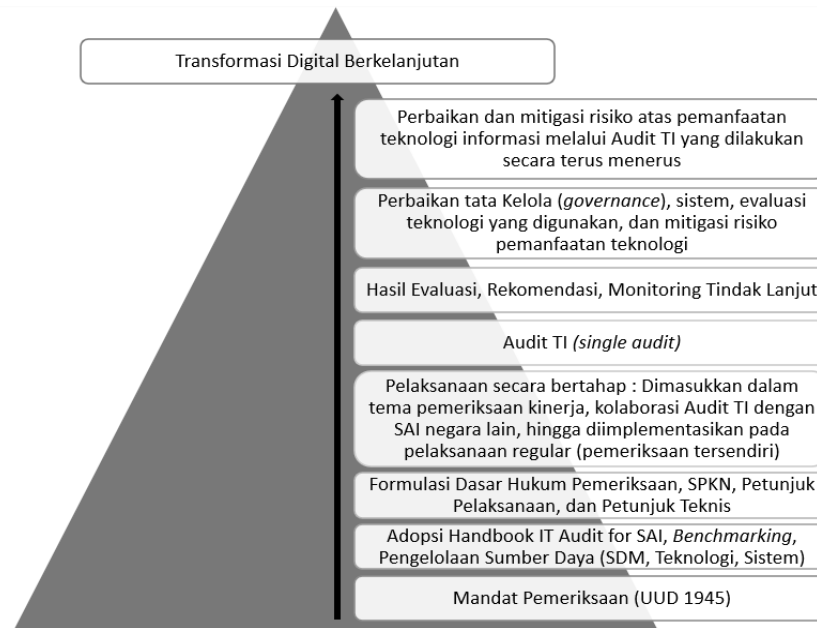 Transformasi Digital Berkelanjutan
Perbaikan dan mitigasi risiko atas pemanfaatan
teknologi informasi melalui Audit TI yang dilakukan
secara terus menerus
Perbaikan tata Kelola (governance), sistem, evaluasi
teknologi yang digunakan, dan mitigasi risiko
pemanfaatan teknologi
Hasil Evaluasi, Rekomendasi, Monitoring Tindak Lanjut
Audit TI (single audit)
Pelaksanaan secara bertahap : Dimasukkan dalam
tema pemeriksaan kinerja, kolaborasi Audit TI dengan
SAI negara lain, hingga diimplementasikan pada
pelaksanaan regular (pemeriksaan tersendiri)
Formulasi Dasar Hukum Pemeriksaan, SPKN, Petunjuk
Pelaksanaan, dan Petunjuk Teknis
Adopsi Handbook IT Audit for SAI, Benchmarking,
Pengelolaan Sumber Daya (SDM, Teknologi, Sistem)
Mandat Pemeriksaan (UUD 1945)